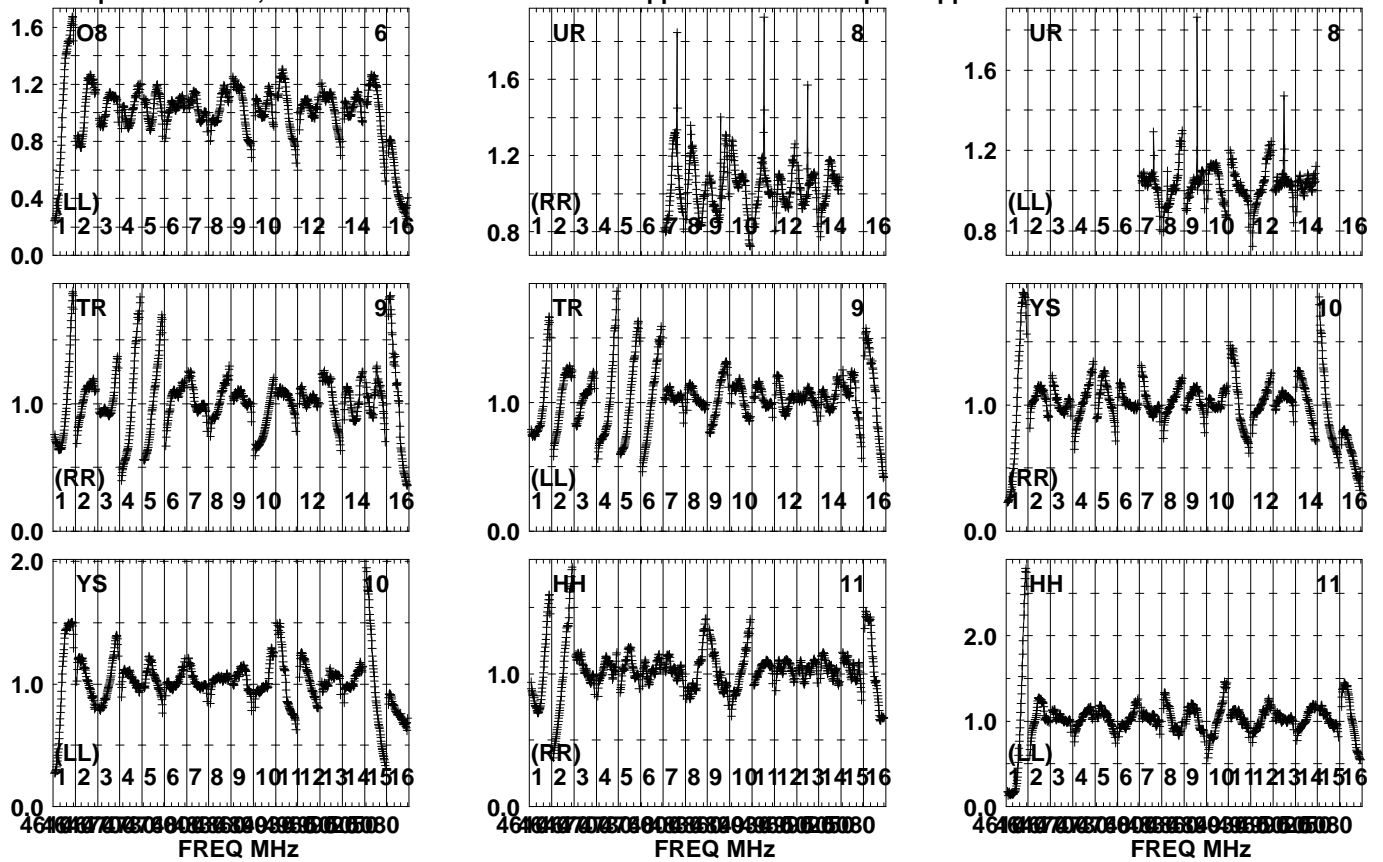 1.6 O8 6
1.2
0.8
0.4 (LL)
1 2 3 4 5 6 7 8 9 10 12 14 16
0.0
UR 8
1.6
1.2
(RR)
1 2 3 4 5 6 7 8 9 10 12 14 16
0.8
UR 8
1.6
1.2
(LL)
1 2 3 4 5 6 7 8 9 10 12 14 16
0.8
TR 9
1.0
(RR)
1 2 3 4 5 6 7 8 9 10 12 14 16
0.0
TR 9
1.0
(LL)
1 2 3 4 5 6 7 8 9 10 12 14 16
0.0
YS 10
1.0
(RR)
1 2 3 4 5 6 7 8 9 10 12 14 16
0.0
2.0
YS 10
1.0
(LL)
1 2 3 4 5 6 7 8 9 10 11 12 13 15 16
0.0
FREQ MHz
HH 11
1.0
(RR)
1 2 3 4 5 6 7 8 9 10 11 12 13 14 15 16
0.0
FREQ MHz
HH 11
2.0
1.0
(LL)
1 2 3 4 5 6 7 8 9 10 11 12 13 14 15 16
0.0
FREQ MHz